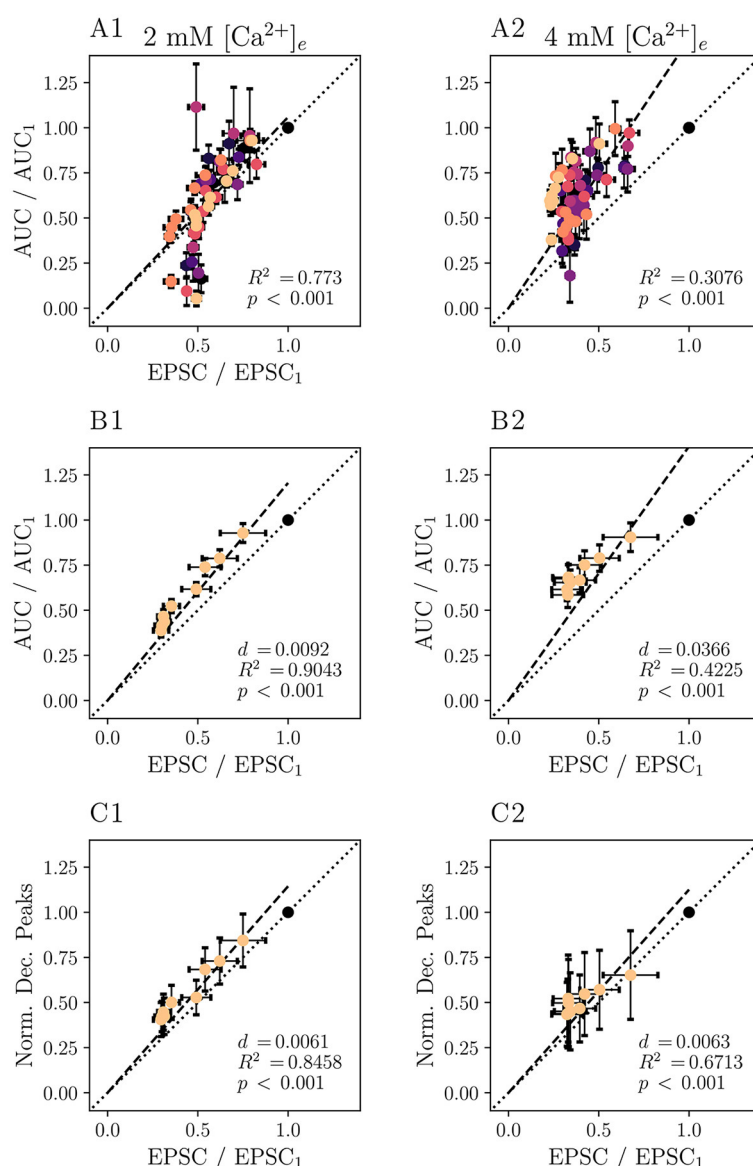 A1
2 mM [Ca²⁺]ₑ
A2
4 mM [Ca²⁺]ₑ
AUC / AUC₁
1.25
1.00
0.75
0.50
0.25
0.00
R² = 0.773
p < 0.001
0.0 0.5 1.0
EPSC / EPSC₁
AUC / AUC₁
1.25
1.00
0.75
0.50
0.25
0.00
R² = 0.3076
p < 0.001
0.0 0.5 1.0
EPSC / EPSC₁
B1
AUC / AUC₁
1.25
1.00
0.75
0.50
0.25
0.00
d = 0.0092
R² = 0.9043
p < 0.001
0.0 0.5 1.0
EPSC / EPSC₁
B2
AUC / AUC₁
1.25
1.00
0.75
0.50
0.25
0.00
d = 0.0366
R² = 0.4225
p < 0.001
0.0 0.5 1.0
EPSC / EPSC₁
C1
Norm. Dec. Peaks
1.25
1.00
0.75
0.50
0.25
0.00
d = 0.0061
R² = 0.8458
p < 0.001
0.0 0.5 1.0
EPSC / EPSC₁
C2
Norm. Dec. Peaks
1.25
1.00
0.75
0.50
0.25
0.00
d = 0.0063
R² = 0.6713
p < 0.001
0.0 0.5 1.0
EPSC / EPSC₁